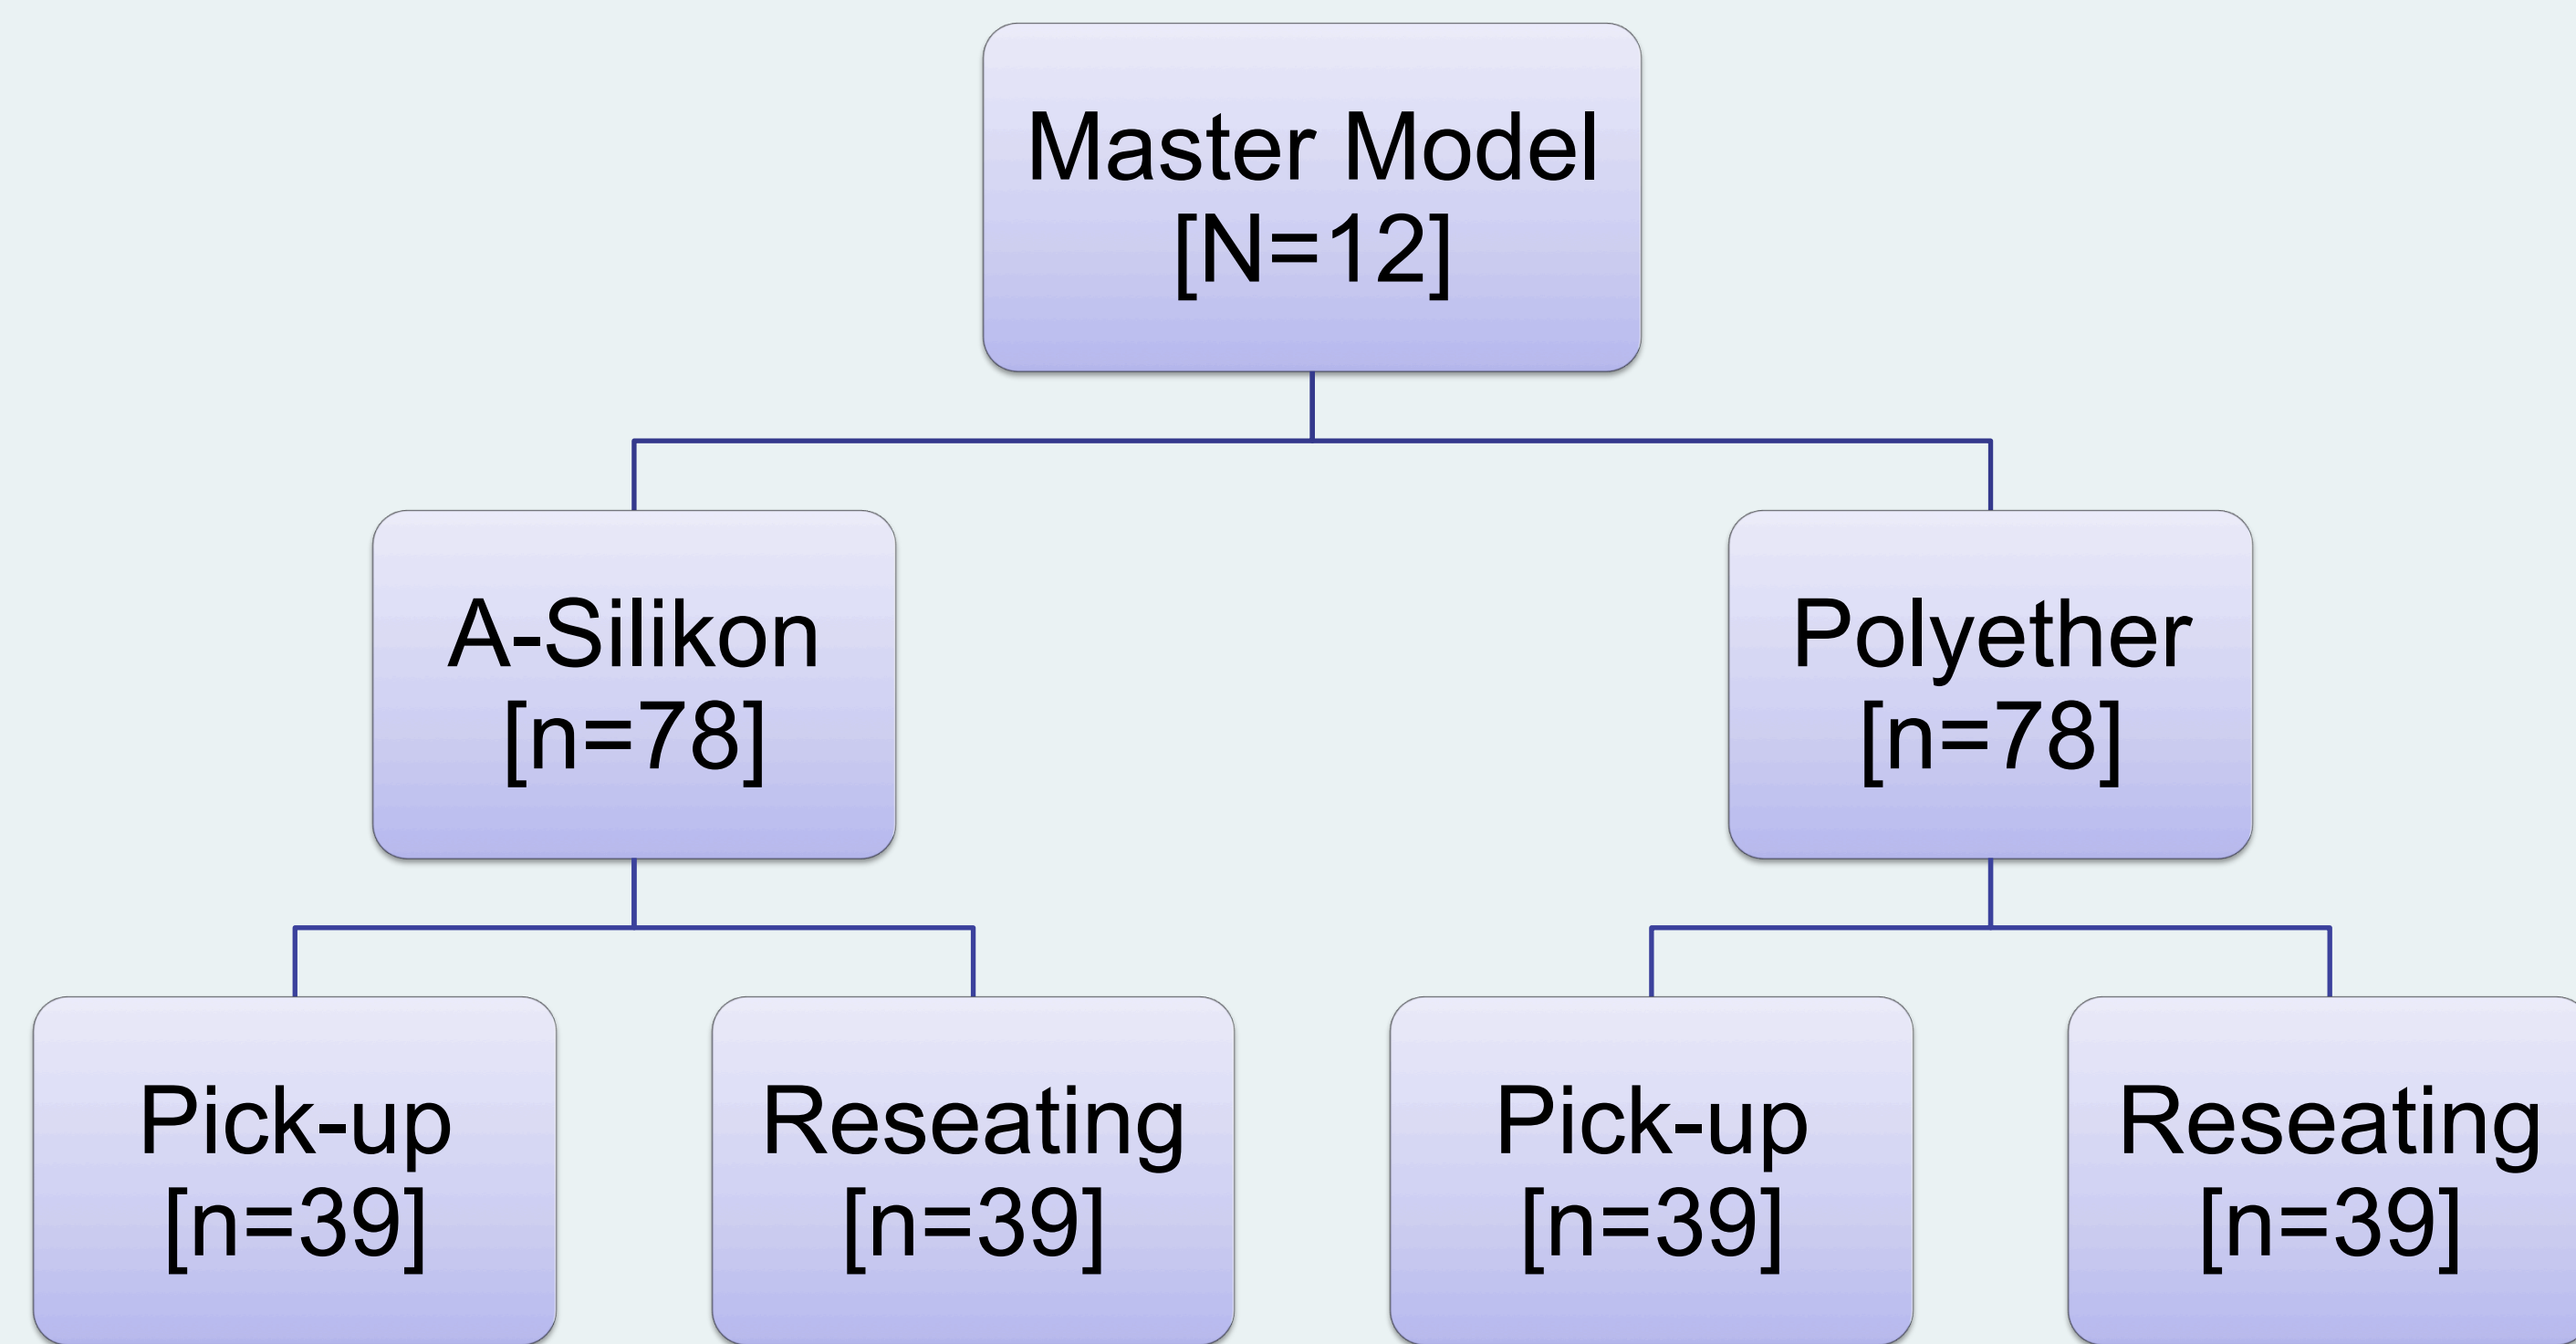 Master Model
[N=12]
A-Silikon
[n=78]
Polyether
[n=78]
Pick-up
[n=39]
Reseating
[n=39]
Pick-up
[n=39]
Reseating
[n=39]